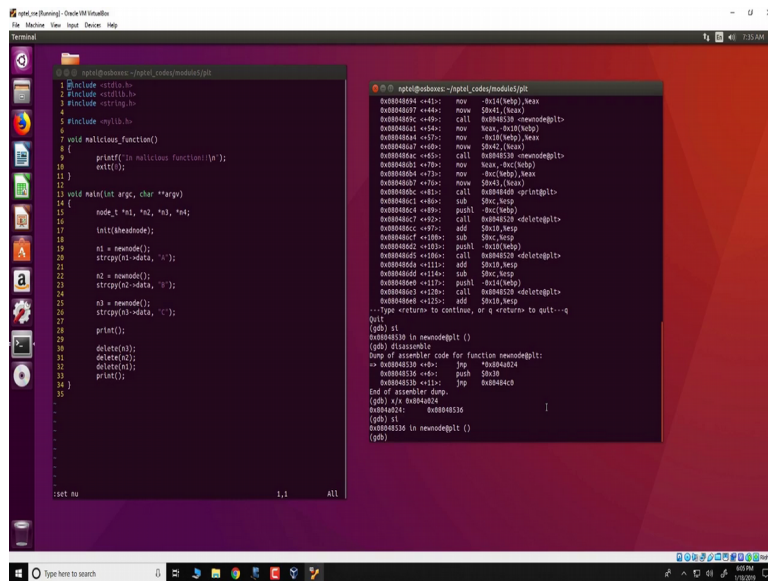 nptel_sse [Running] - Oracle VM VirtualBox
File Machine View Input Devices Help
Terminal
En
7:35 AM
nptel@osboxes: ~/nptel_codes/module5/plt
1 #include <stdio.h>
2 #include <stdlib.h>
3 #include <string.h>
4
5 #include <mylib.h>
6
7 void malicious_function()
8 {
9 printf("In malicious function!!\n");
10 exit(0);
11 }
12
13 void main(int argc, char **argv)
14 {
15 node_t *n1, *n2, *n3, *n4;
16
17 init(&headnode);
18
19 n1 = newnode();
20 strcpy(n1->data, "A");
21
22 n2 = newnode();
23 strcpy(n2->data, "B");
24
25 n3 = newnode();
26 strcpy(n3->data, "C");
27
28 print();
29
30 delete(n3);
31 delete(n2);
32 delete(n1);
33 print();
34 }
35
:set nu 1,1 All
nptel@osboxes: ~/nptel_codes/module5/plt
0x08048694 <+41>: mov -0x14(%ebp),%eax
0x08048697 <+44>: movw $0x41,(%eax)
0x0804869c <+49>: call 0x8048530 <newnode@plt>
0x080486a1 <+54>: mov %eax,-0x10(%ebp)
0x080486a4 <+57>: mov -0x10(%ebp),%eax
0x080486a7 <+60>: movw $0x42,(%eax)
0x080486ac <+65>: call 0x8048530 <newnode@plt>
0x080486b1 <+70>: mov %eax,-0xc(%ebp)
0x080486b4 <+73>: mov -0xc(%ebp),%eax
0x080486b7 <+76>: movw $0x43,(%eax)
0x080486bc <+81>: call 0x80484d0 <print@plt>
0x080486c1 <+86>: sub $0xc,%esp
0x080486c4 <+89>: pushl -0xc(%ebp)
0x080486c7 <+92>: call 0x8048520 <delete@plt>
0x080486cc <+97>: add $0x10,%esp
0x080486cf <+100>: sub $0xc,%esp
0x080486d2 <+103>: pushl -0x10(%ebp)
0x080486d5 <+106>: call 0x8048520 <delete@plt>
0x080486da <+111>: add $0x10,%esp
0x080486dd <+114>: sub $0xc,%esp
0x080486e0 <+117>: pushl -0x14(%ebp)
0x080486e3 <+120>: call 0x8048520 <delete@plt>
0x080486e8 <+125>: add $0x10,%esp
---Type <return> to continue, or q <return> to quit---q
Quit
(gdb) si
0x08048530 in newnode@plt ()
(gdb) disassemble
Dump of assembler code for function newnode@plt:
=> 0x08048530 <+0>: jmp *0x804a024
0x08048536 <+6>: push $0x30
0x0804853b <+11>: jmp 0x80484c0
End of assembler dump.
(gdb) x/x 0x804a024
0x804a024: 0x08048536
(gdb) si
0x08048536 in newnode@plt ()
(gdb)
Type here to search
6:05 PM
1/18/2019